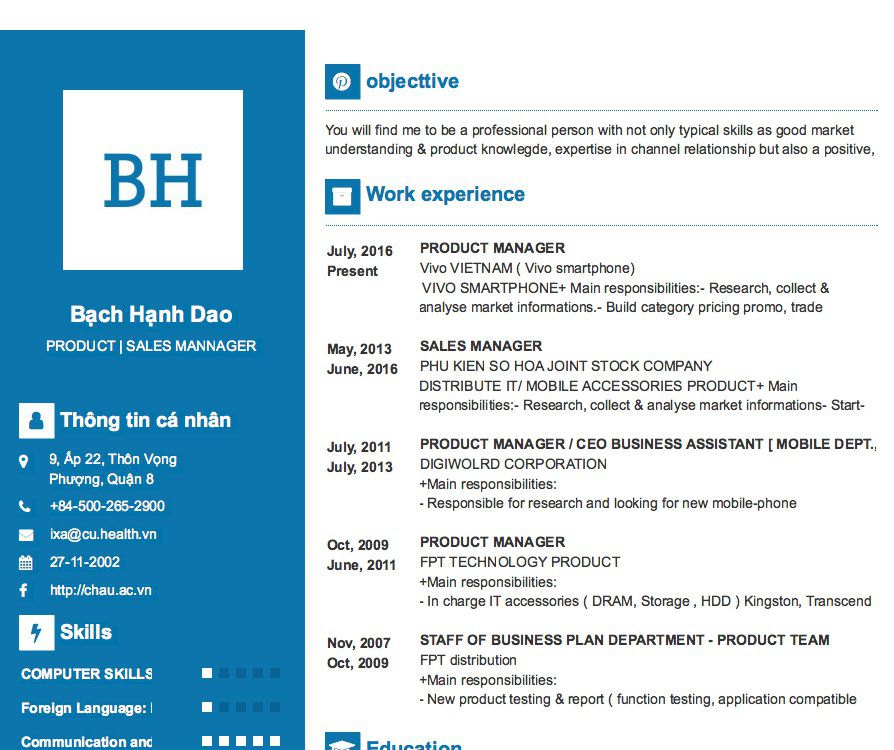 BH
Bạch Hạnh Dao
PRODUCT | SALES MANNAGER
Thông tin cá nhân
9, Ấp 22, Thôn Vọng
Phượng, Quận 8
+84-500-265-2900
ixa@cu.health.vn
27-11-2002
http://chau.ac.vn
Skills
COMPUTER SKILLS
Foreign Language:
Communication and
objecttive
You will find me to be a professional person with not only typical skills as good market
understanding & product knowlegde, expertise in channel relationship but also a positive,
Work experience
July, 2016
Present
PRODUCT MANAGER
Vivo VIETNAM ( Vivo smartphone)
VIVO SMARTPHONE+ Main responsibilities:- Research, collect &
analyse market informations.- Build category pricing promo, trade
May, 2013
June, 2016
SALES MANAGER
PHU KIEN SO HOA JOINT STOCK COMPANY
DISTRIBUTE IT/ MOBILE ACCESSORIES PRODUCT+ Main
responsibilities:- Research, collect & analyse market informations- Start-
July, 2011
July, 2013
PRODUCT MANAGER / CEO BUSINESS ASSISTANT [ MOBILE DEPT.,
DIGIWOLRD CORPORATION
+Main responsibilities:
- Responsible for research and looking for new mobile-phone
Oct, 2009
June, 2011
PRODUCT MANAGER
FPT TECHNOLOGY PRODUCT
+Main responsibilities:
- In charge IT accessories ( DRAM, Storage , HDD ) Kingston, Transcend
Nov, 2007
Oct, 2009
STAFF OF BUSINESS PLAN DEPARTMENT - PRODUCT TEAM
FPT distribution
+Main responsibilities:
- New product testing & report ( function testing, application compatible
Education